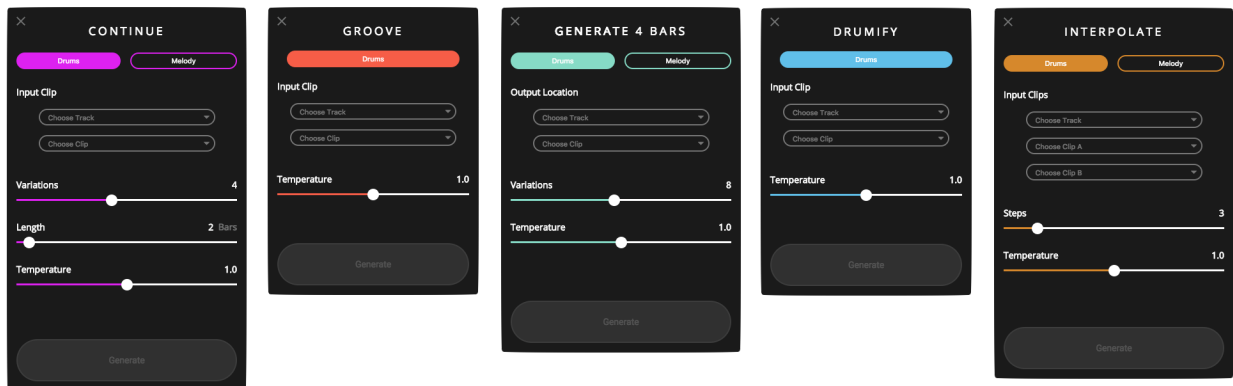 CONTINUE
Drums
Melody
Input Clip
Choose Track
Choose Clip
Variations 4
Length 2 Bars
Temperature 1.0
Generate
GROOVE
Drums
Input Clip
Choose Track
Choose Clip
Temperature 1.0
Generate
GENERATE 4 BARS
Drums
Melody
Output Location
Choose Track
Choose Clip
Variations 8
Temperature 1.0
Generate
DRUMIFY
Drums
Input Clip
Choose Track
Choose Clip
Temperature 1.0
Generate
INTERPOLATE
Drums
Melody
Input Clips
Choose Track
Choose Clip A
Choose Clip B
Steps 3
Temperature 1.0
Generate